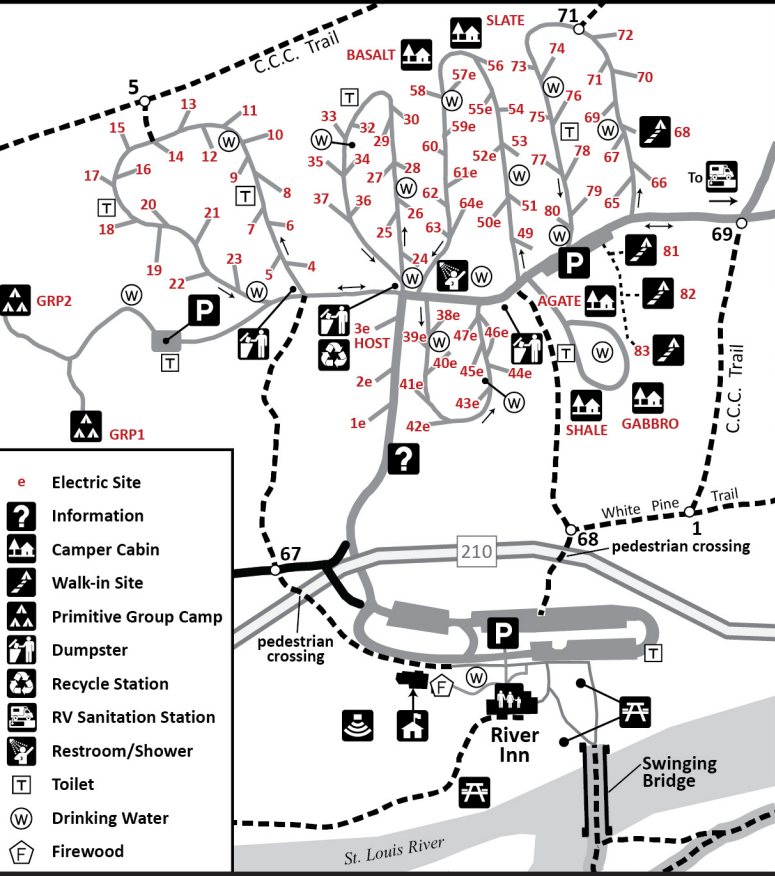 SLATE
71
C.C.C. Trail
BASALT
72
74
73
56
57e
5
58
W
W
71
70
T
76
13
11
33
32
30
55e
54
75
69
15
W
10
W
29
59e
T
W
68
14
12
34
60
53
78
67
16
9
35
28
52e
77
17
8
27
W
61e
W
79
66
To
T
T
37
36
62
64e
51
80
65
20
21
26
50e
18
7
6
25
63
49
W
69
19
23
5
4
24
P
81
22
W
W
W
GRP2
W
P
AGATE
82
3e
HOST
38e
39e
47e
46e
W
T
W
83
T
2e
40e
45e
44e
41e
43e
W
SHALE
GABBRO
C.C.C. Trail
GRP1
1e
42e
?
e Electric Site
? Information
Camper Cabin
Walk-in Site
Primitive Group Camp
Dumpster
Recycle Station
RV Sanitation Station
Restroom/Shower
T Toilet
W Drinking Water
F Firewood
White Pine Trail
68
1
pedestrian crossing
210
67
P
pedestrian
crossing
T
F
W
River
Inn
Swinging
Bridge
St. Louis River